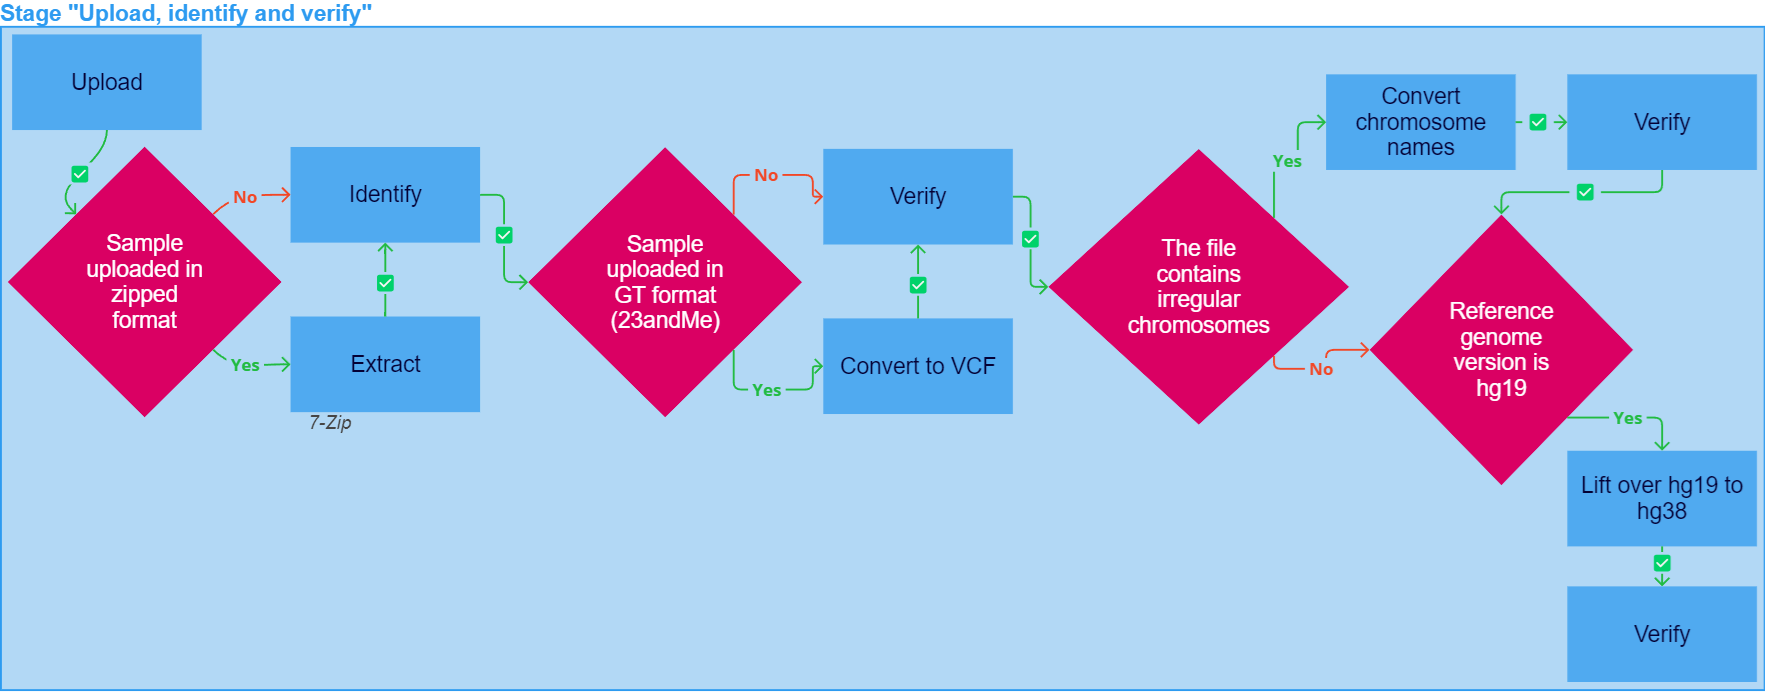 Stage "Upload, identify and verify"
Upload
Sample
uploaded in
zipped
format
No
Identify
Yes
Extract
7-Zip
Sample
uploaded in
GT format
(23andMe)
No
Verify
Yes
Convert to VCF
The file
contains
irregular
chromosomes
Yes
Convert
chromosome
names
Verify
No
Reference
genome
version is
hg19
Yes
Lift over hg19 to
hg38
Verify